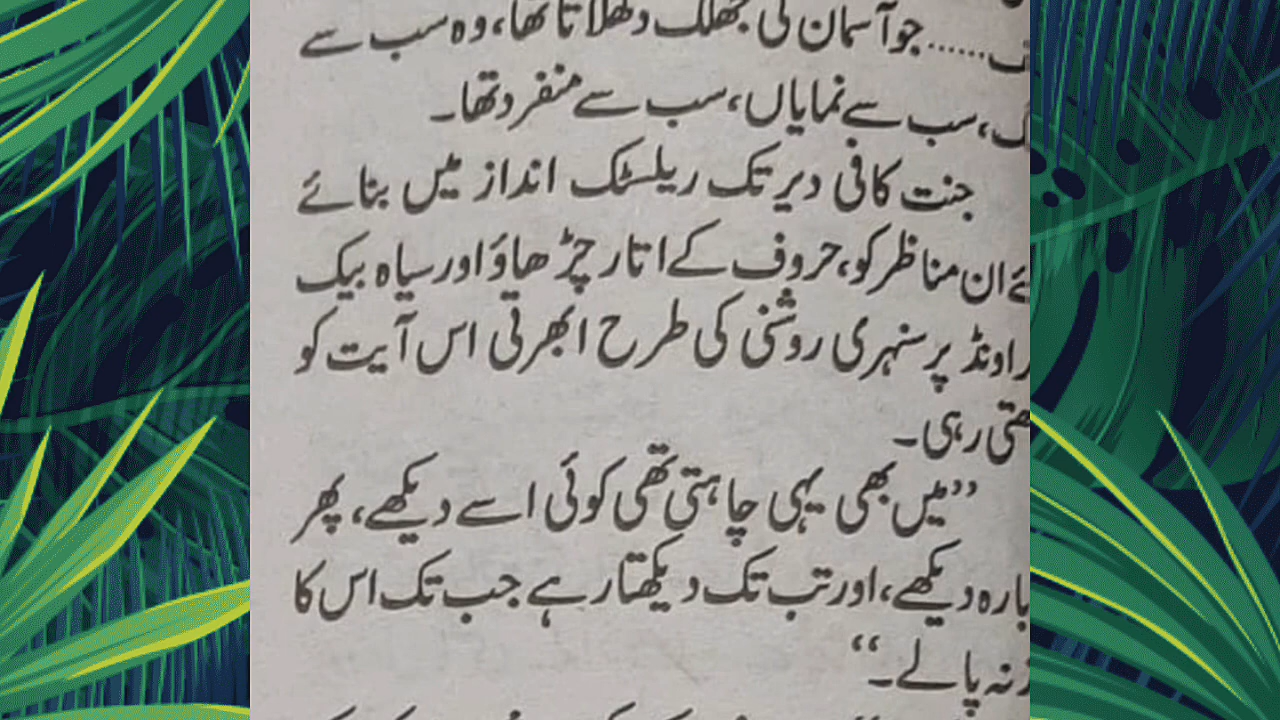 ......جو آسمان کی جھلک دکھلاتا تھا، وہ سب سے
، سب سے نمایاں، سب سے منفرد تھا۔
جنت کافی دیر تک ریلسٹک انداز میں بنائے
ان مناظر کو، حروف کے اتار چڑھاؤ اور سیاہ بیک
راونڈ پر سنہری روشنی کی طرح ابھرتی اس آیت کو
رہی۔
”میں بھی یہی چاہتی تھی کوئی اسے دیکھے، پھر
بارہ دیکھے، اور تب تک دیکھتا رہے جب تک اس کا
نہ پالے۔“